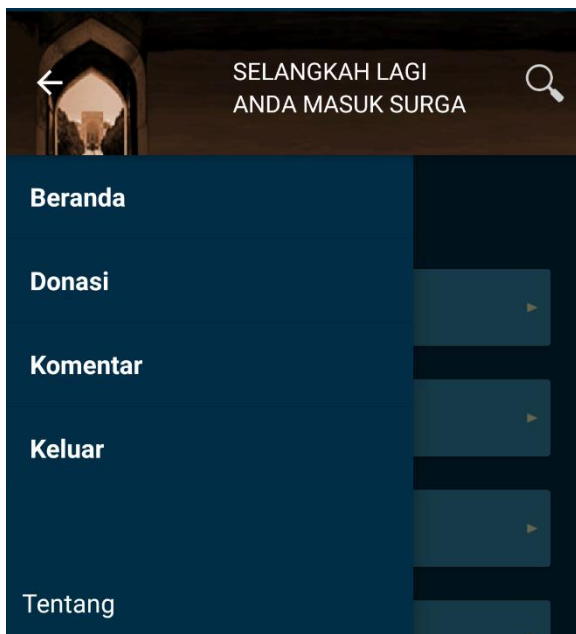 SELANGKAH LAGI
ANDA MASUK SURGA
Beranda
Donasi
Komentar
Keluar
Tentang